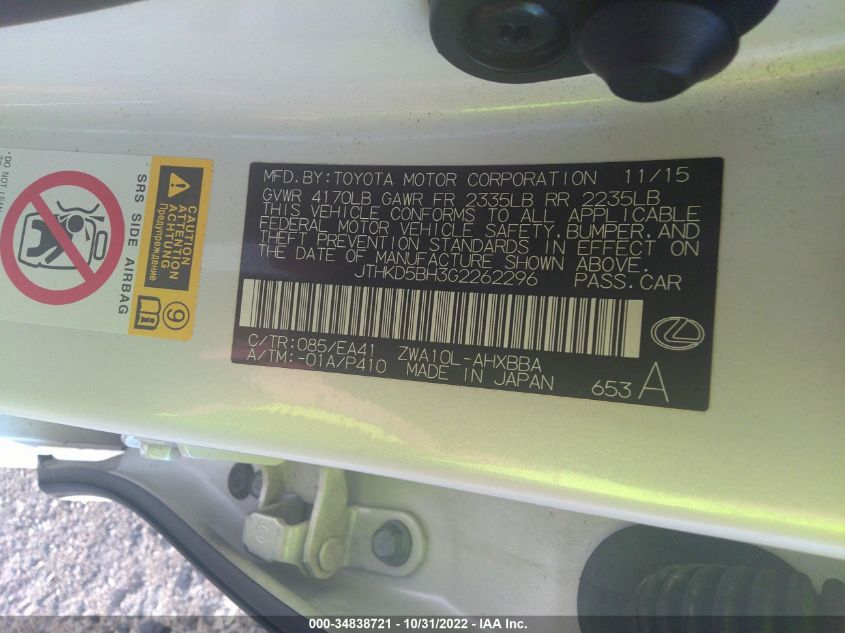 DO NOT
SRS SIDE AIRBAG
CAUTION
ATTENTION
ACHTUNG
Предупреждение
9
MFD.BY:TOYOTA MOTOR CORPORATION 11/15
GVWR 4170LB GAWR FR 2335LB RR 2235LB
THIS VEHICLE CONFORMS TO ALL APPLICABLE
FEDERAL MOTOR VEHICLE SAFETY,BUMPER,AND
THEFT PREVENTION STANDARDS IN EFFECT ON
THE DATE OF MANUFACTURE SHOWN ABOVE.
JTHKD5BH3G2262296 PASS.CAR
C/TR:085/EA41 ZWA10L-AHXBBA
A/TM:-01A/P410 MADE IN JAPAN
653 A
000-34838721 - 10/31/2022 - IAA Inc.